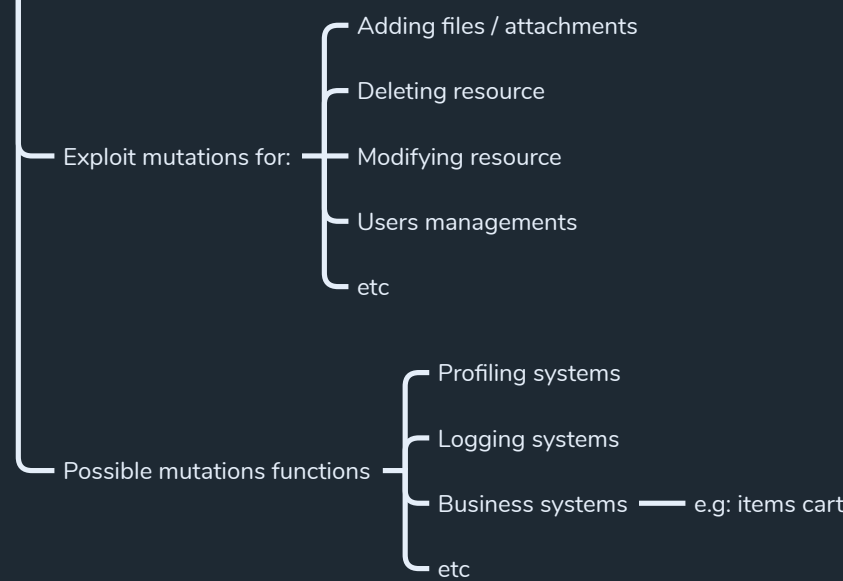 Exploit mutations for:
Adding files / attachments
Deleting resource
Modifying resource
Users managements
etc
Possible mutations functions
Profiling systems
Logging systems
Business systems
e.g: items cart
etc